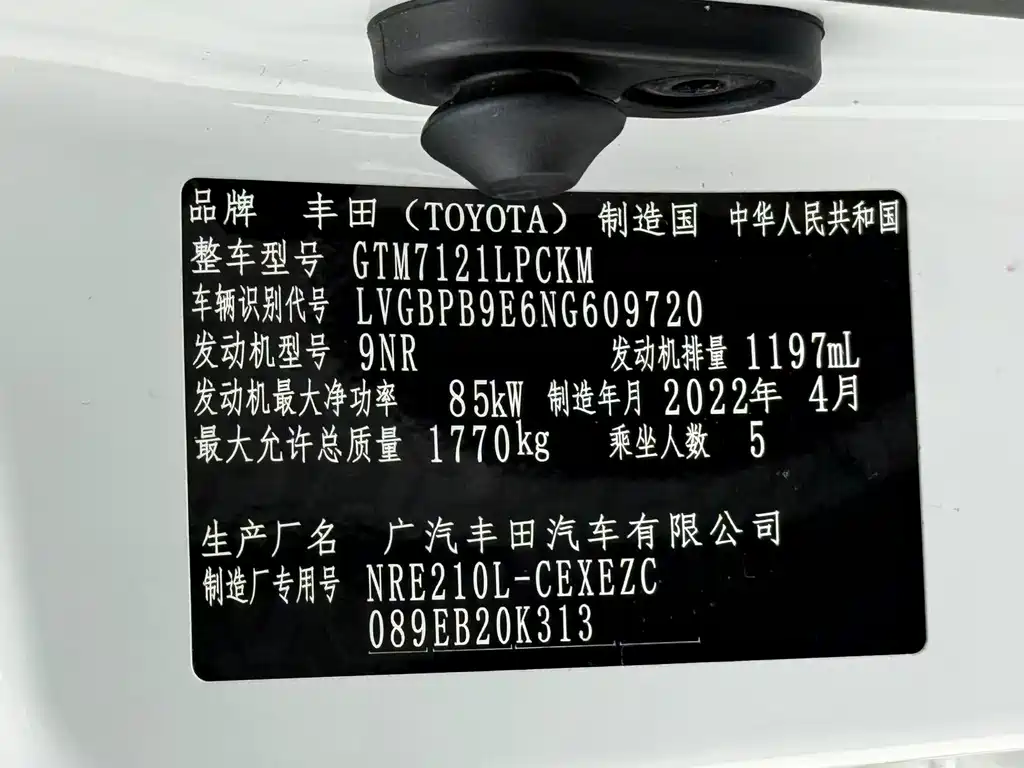 品牌 丰田（TOYOTA） 制造国 中华人民共和国
整车型号 GTM7121LPCKM
车辆识别代号 LVGBPB9E6NG609720
发动机型号 9NR 发动机排量 1197mL
发动机最大净功率 85kW 制造年月 2022年 4月
最大允许总质量 1770kg 乘坐人数 5
生产厂名 广汽丰田汽车有限公司
制造厂专用号 NRE210L-CEXEZC
089EB20K313